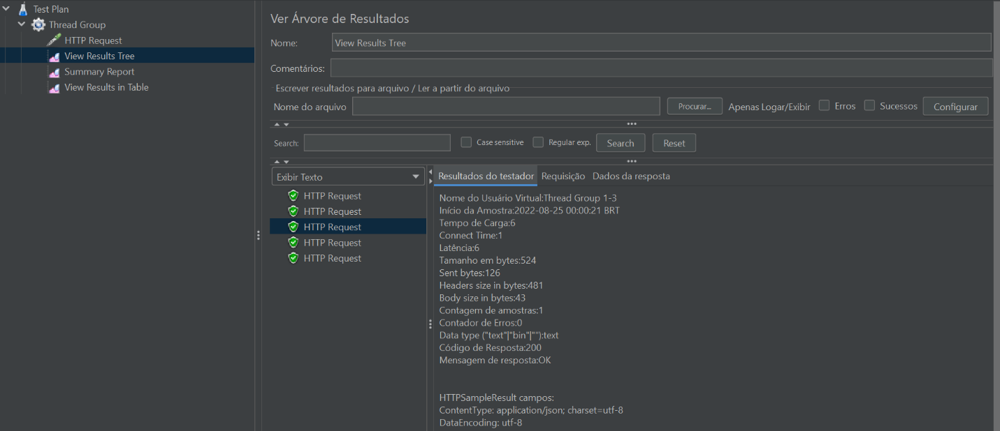 Test Plan
Thread Group
HTTP Request
View Results Tree
Summary Report
View Results in Table
Ver Árvore de Resultados
Nome: View Results Tree
Comentários:
Escrever resultados para arquivo / Ler a partir do arquivo
Nome do arquivo Procurar... Apenas Logar/Exibir Erros Sucessos Configurar
Search: Case sensitive Regular exp. Search Reset
Exibir Texto
HTTP Request
HTTP Request
HTTP Request
HTTP Request
HTTP Request
Resultados do testador Requisição Dados da resposta
Nome do Usuário Virtual:Thread Group 1-3
Início da Amostra:2022-08-25 00:00:21 BRT
Tempo de Carga:6
Connect Time:1
Latência:6
Tamanho em bytes:524
Sent bytes:126
Headers size in bytes:481
Body size in bytes:43
Contagem de amostras:1
Contador de Erros:0
Data type ("text"|"bin"|""):text
Código de Resposta:200
Mensagem de resposta:OK
HTTPSampleResult campos:
ContentType: application/json; charset=utf-8
DataEncoding: utf-8